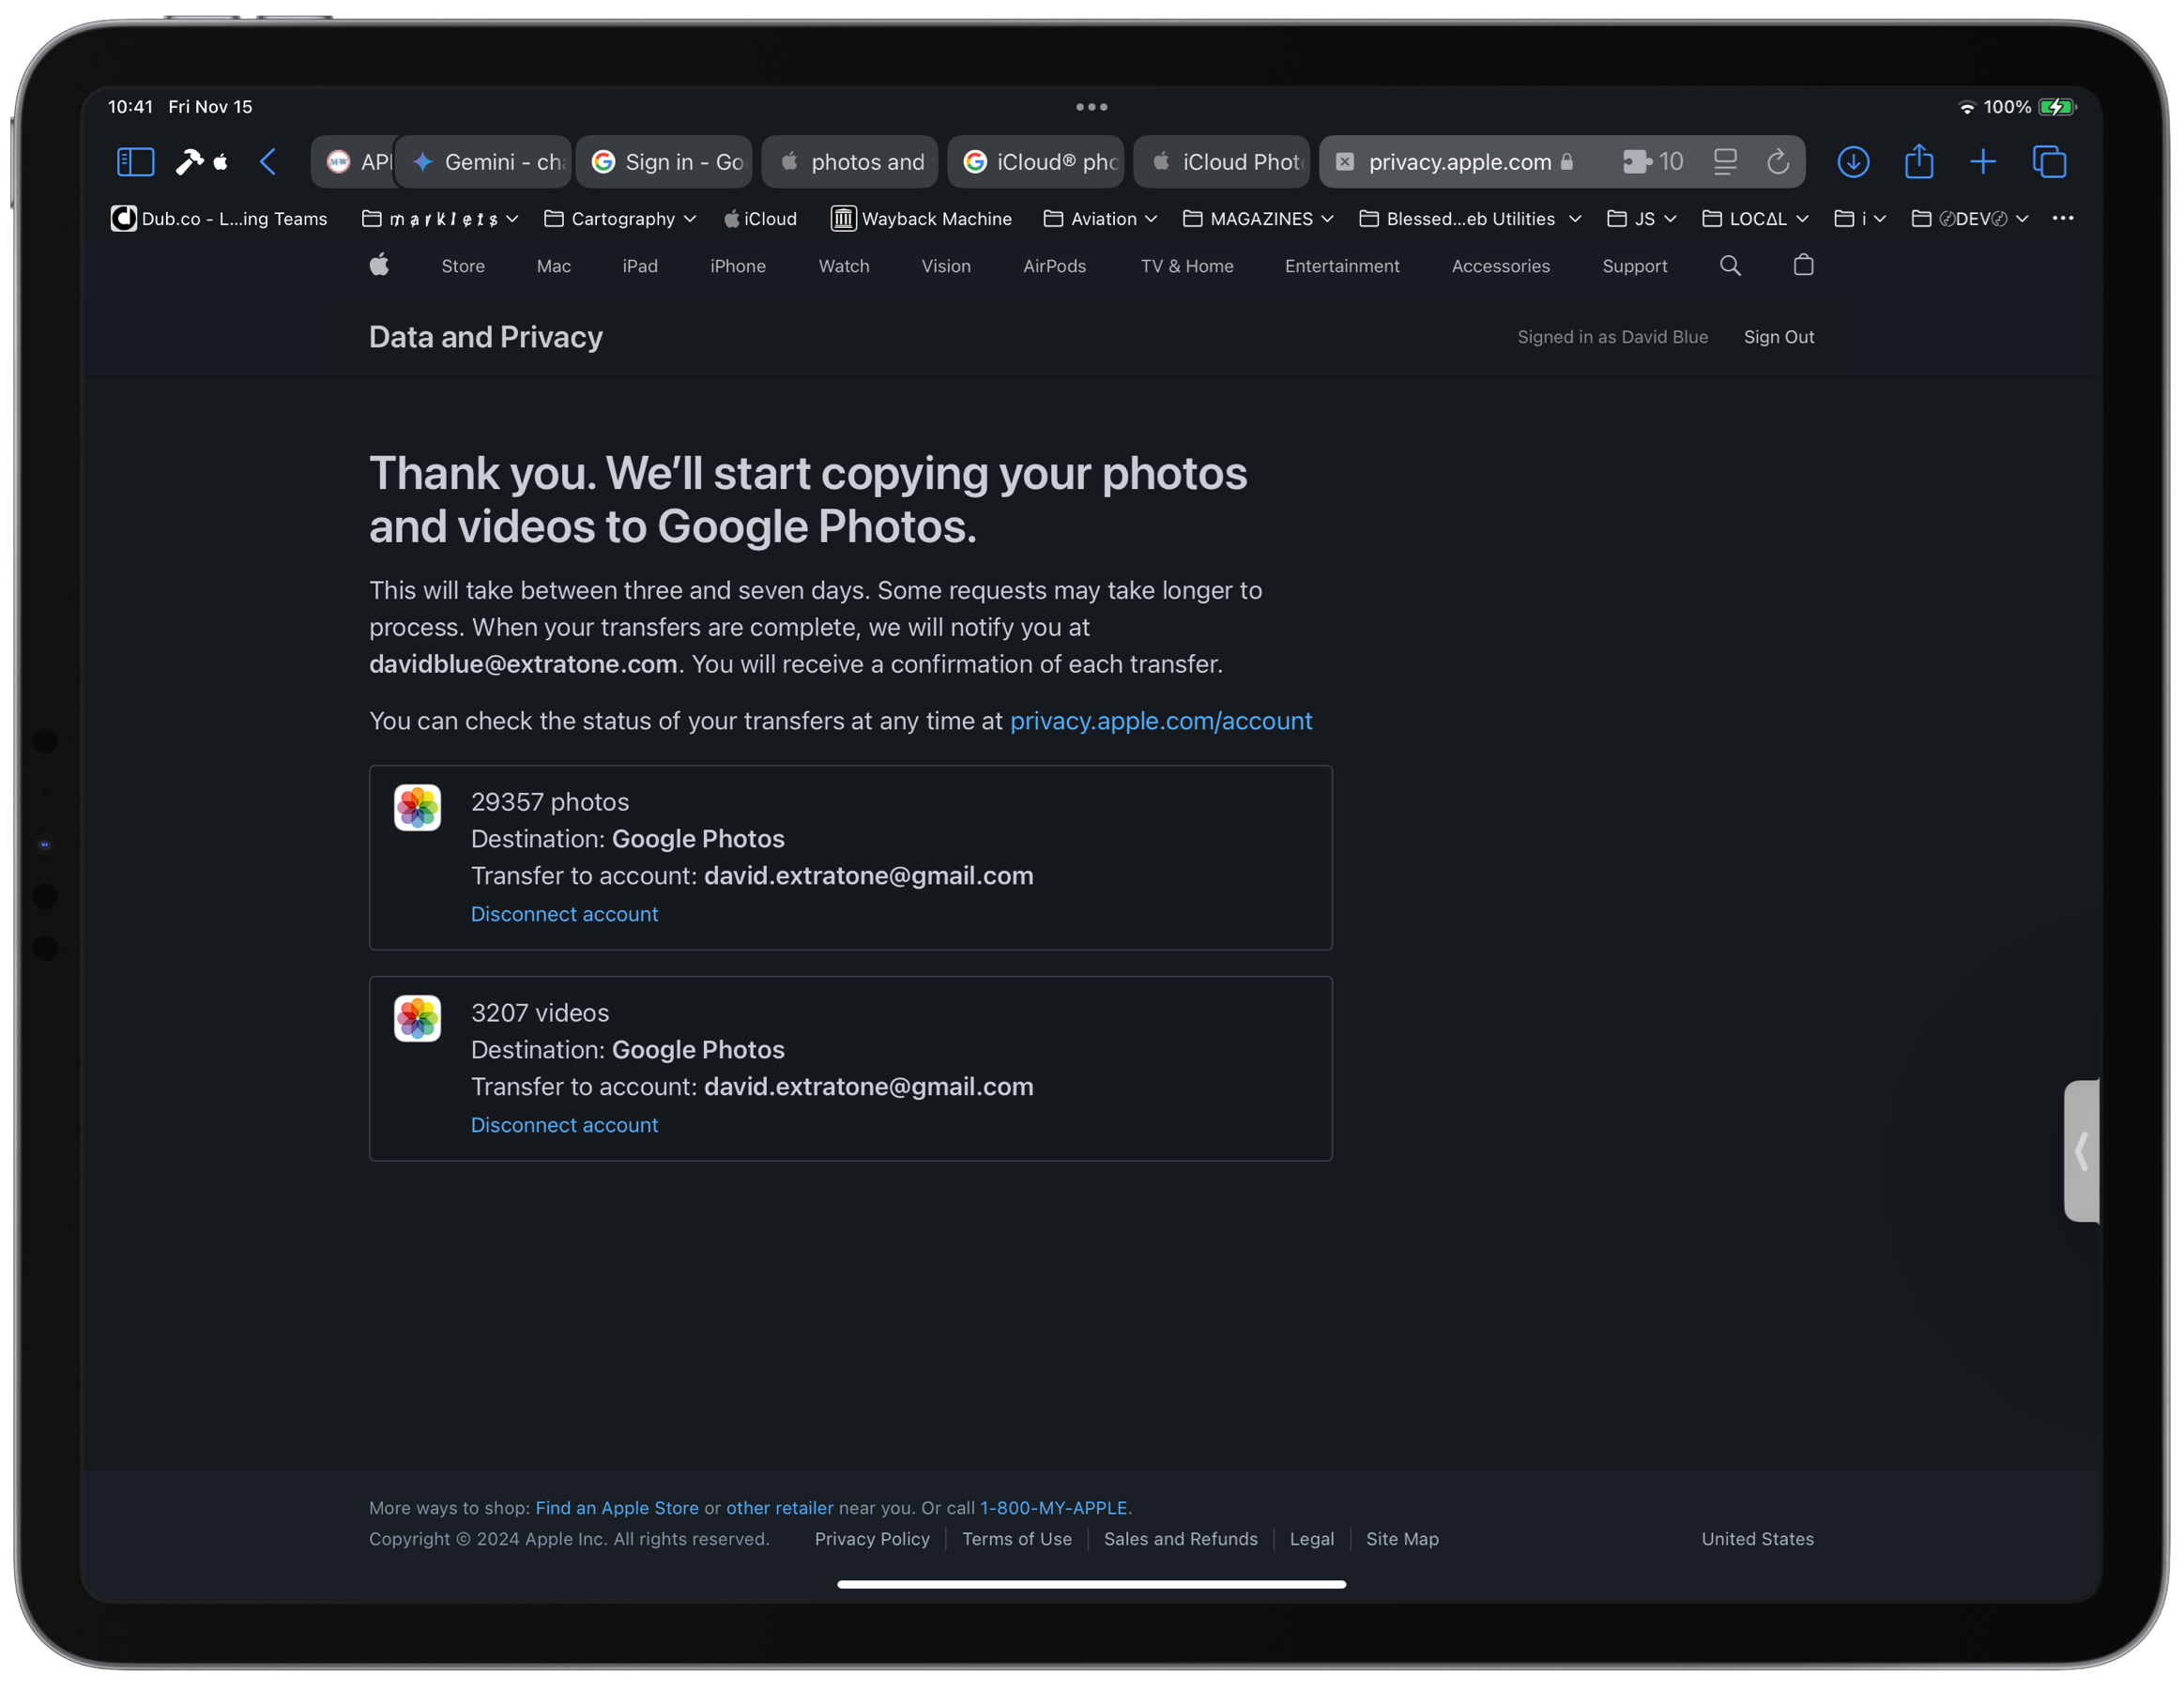 10:41 Fri Nov 15
100%
API
Gemini - cha
Sign in - Go
photos and
iCloud® pho
iCloud Phot
privacy.apple.com
10
Dub.co - L...ing Teams
m a r k l e t s
Cartography
iCloud
Wayback Machine
Aviation
MAGAZINES
Blessed...eb Utilities
JS
LOCΔL
i
DEV
Store
Mac
iPad
iPhone
Watch
Vision
AirPods
TV & Home
Entertainment
Accessories
Support
Data and Privacy
Signed in as David Blue
Sign Out
Thank you. We’ll start copying your photos
and videos to Google Photos.
This will take between three and seven days. Some requests may take longer to
process. When your transfers are complete, we will notify you at
davidblue@extratone.com. You will receive a confirmation of each transfer.
You can check the status of your transfers at any time at privacy.apple.com/account
29357 photos
Destination: Google Photos
Transfer to account: david.extratone@gmail.com
Disconnect account
3207 videos
Destination: Google Photos
Transfer to account: david.extratone@gmail.com
Disconnect account
More ways to shop: Find an Apple Store or other retailer near you. Or call 1-800-MY-APPLE.
Copyright © 2024 Apple Inc. All rights reserved.
Privacy Policy
Terms of Use
Sales and Refunds
Legal
Site Map
United States